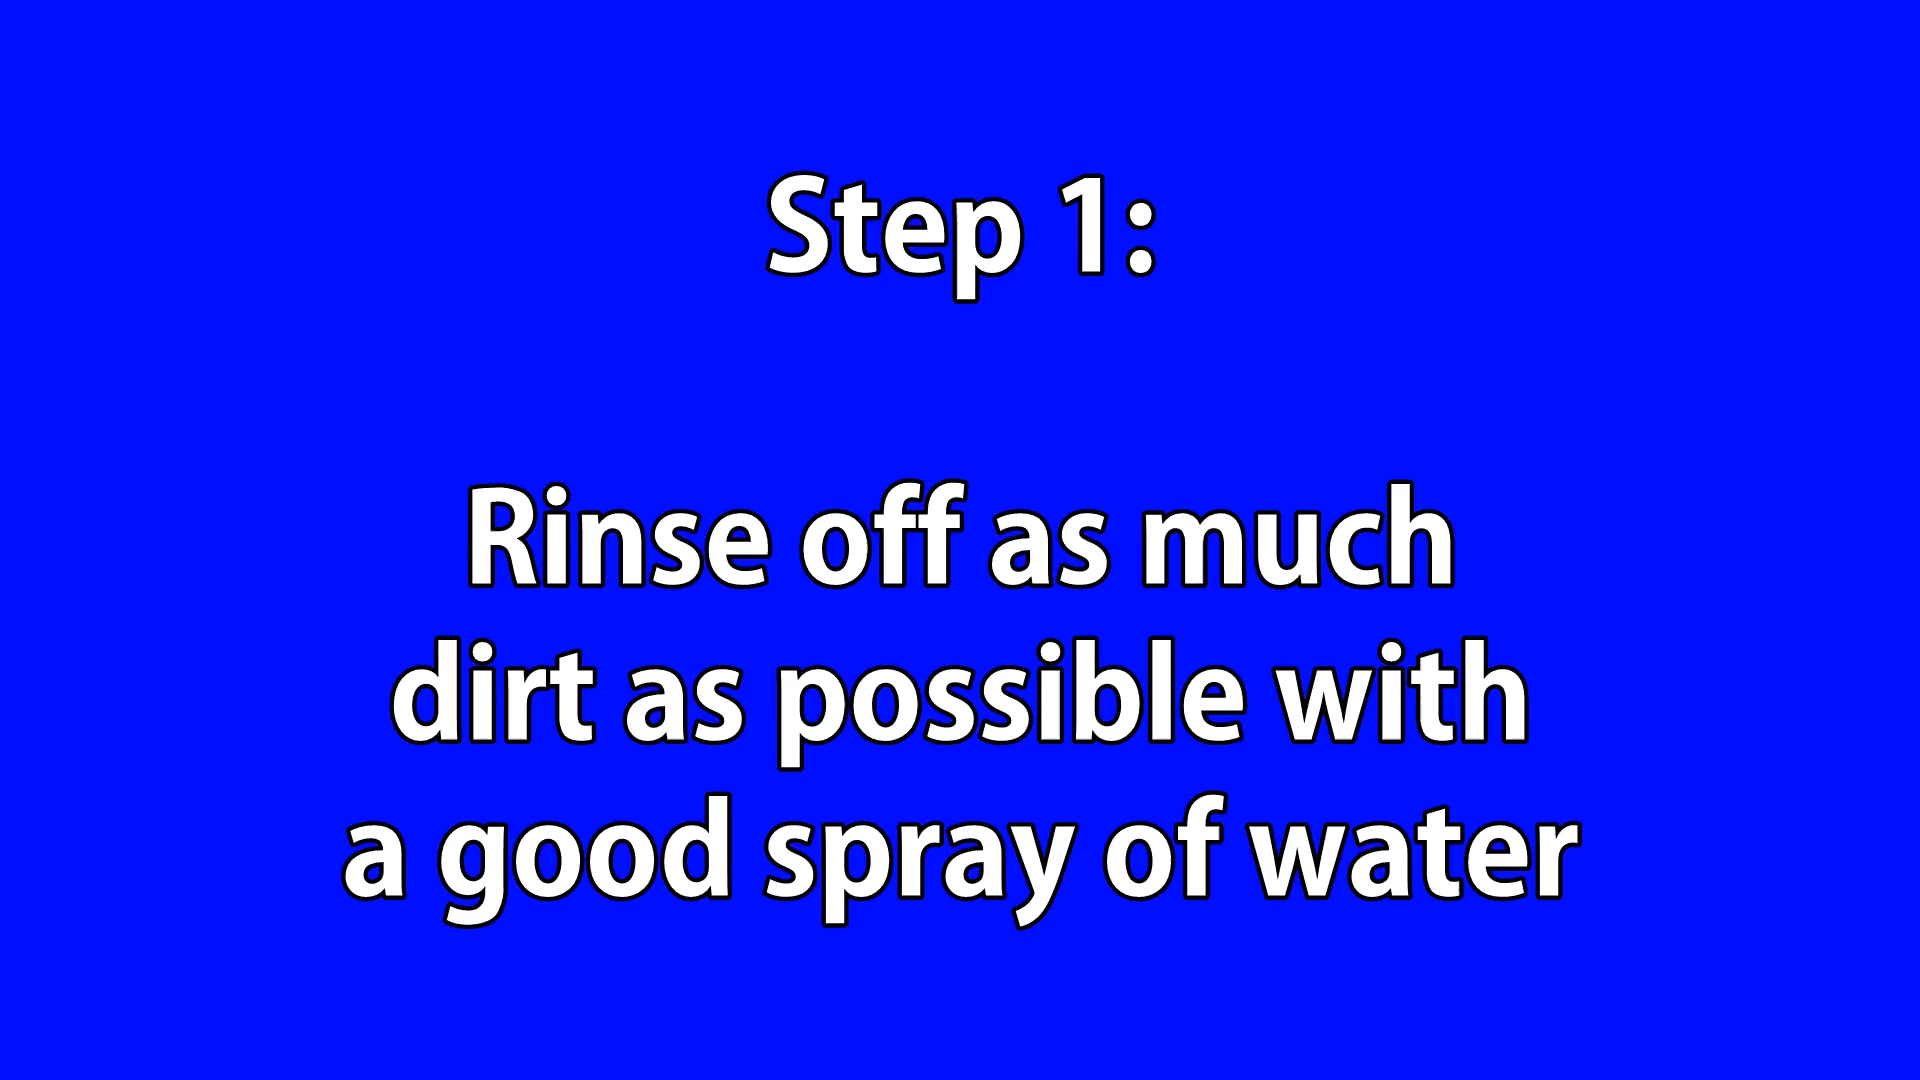 Step 1:
Rinse off as much
dirt as possible with
a good spray of water